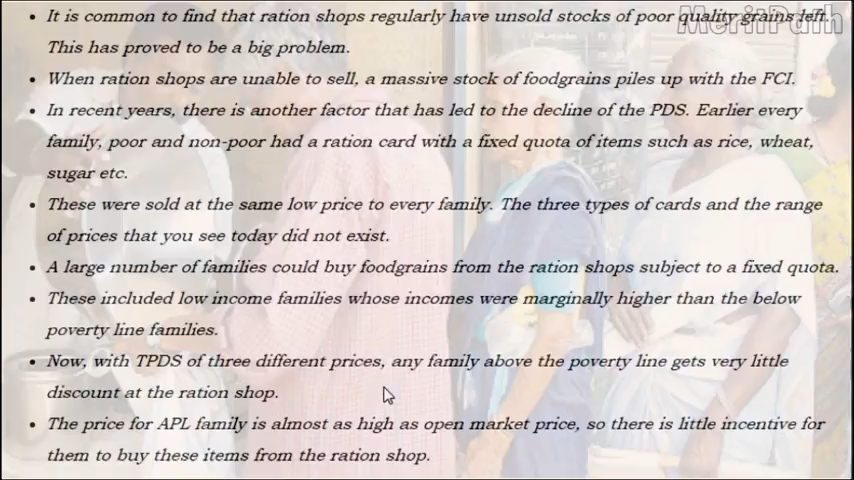 MeritPath
• It is common to find that ration shops regularly have unsold stocks of poor quality grains left.
This has proved to be a big problem.
• When ration shops are unable to sell, a massive stock of foodgrains piles up with the FCI.
• In recent years, there is another factor that has led to the decline of the PDS. Earlier every
family, poor and non-poor had a ration card with a fixed quota of items such as rice, wheat,
sugar etc.
• These were sold at the same low price to every family. The three types of cards and the range
of prices that you see today did not exist.
• A large number of families could buy foodgrains from the ration shops subject to a fixed quota.
• These included low income families whose incomes were marginally higher than the below
poverty line families.
• Now, with TPDS of three different prices, any family above the poverty line gets very little
discount at the ration shop.
• The price for APL family is almost as high as open market price, so there is little incentive for
them to buy these items from the ration shop.